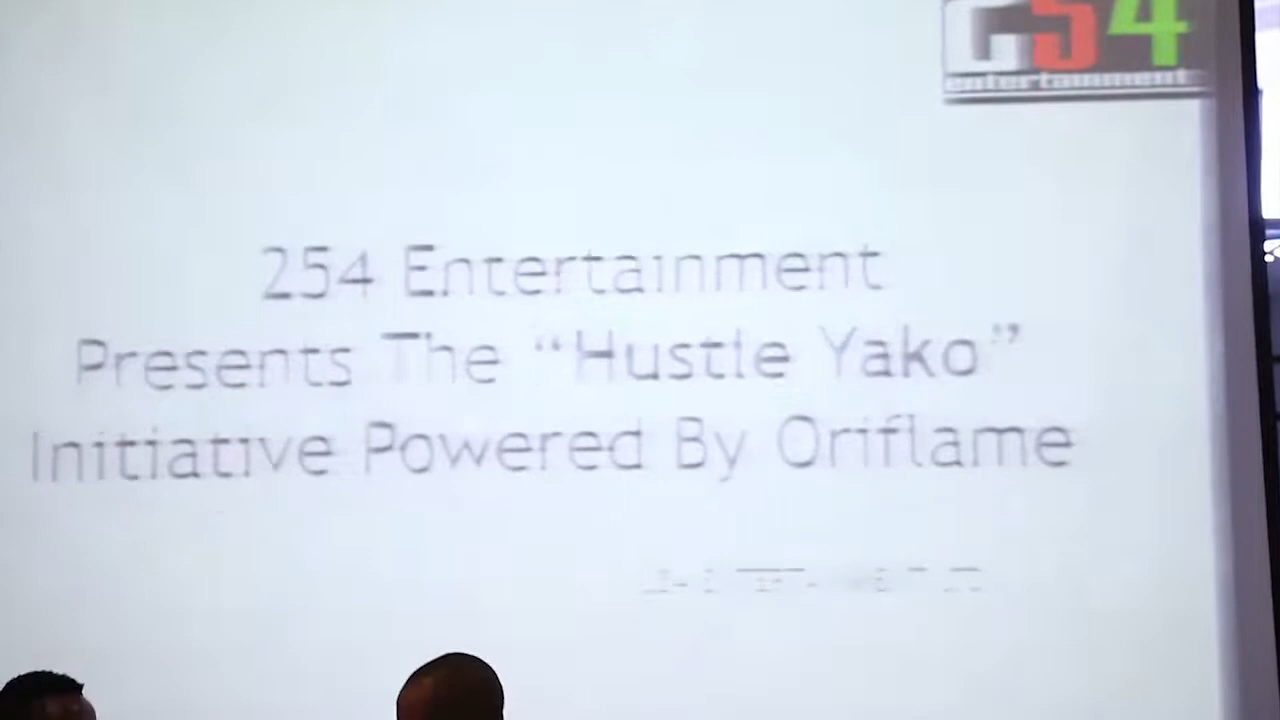 254
entertainment
254 Entertainment
Presents The “Hustle Yako”
Initiative Powered By Oriflame